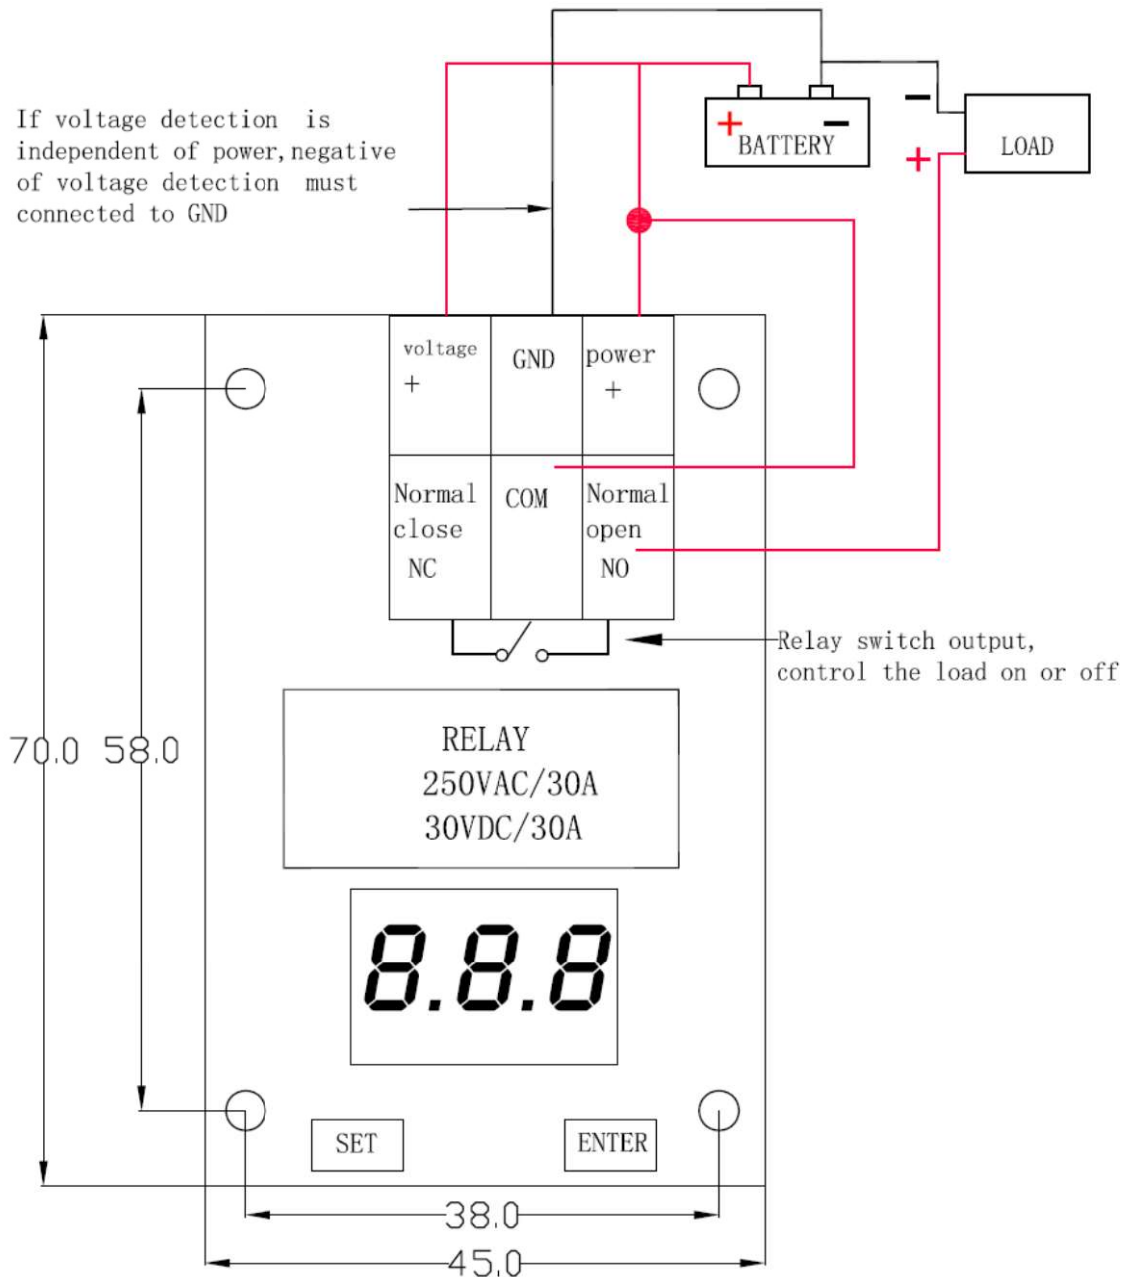 If voltage detection is
independent of power,negative
of voltage detection must
connected to GND
+ −
BATTERY
−
+
LOAD
voltage
+
GND
power
+
Normal
close
NC
COM
Normal
open
NO
Relay switch output,
control the load on or off
RELAY
250VAC/30A
30VDC/30A
70.0
58.0
8.8.8
SET
ENTER
38.0
45.0